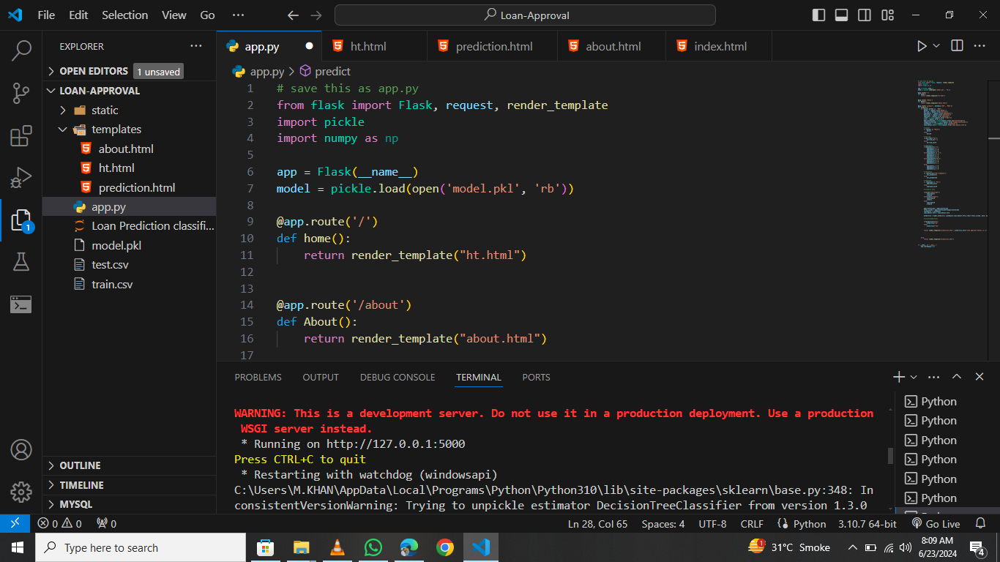 File Edit Selection View Go ··· Loan-Approval
EXPLORER ···
OPEN EDITORS 1 unsaved
LOAN-APPROVAL
static
templates
about.html
ht.html
prediction.html
app.py
Loan Prediction classifi...
model.pkl
test.csv
train.csv
OUTLINE
TIMELINE
MYSQL
1
app.py ht.html prediction.html about.html index.html
app.py > predict
1 # save this as app.py
2 from flask import Flask, request, render_template
3 import pickle
4 import numpy as np
5
6 app = Flask(__name__)
7 model = pickle.load(open('model.pkl', 'rb'))
8
9 @app.route('/')
10 def home():
11 return render_template("ht.html")
12
13
14 @app.route('/about')
15 def About():
16 return render_template("about.html")
17
PROBLEMS OUTPUT DEBUG CONSOLE TERMINAL PORTS
WARNING: This is a development server. Do not use it in a production deployment. Use a production
WSGI server instead.
* Running on http://127.0.0.1:5000
Press CTRL+C to quit
* Restarting with watchdog (windowsapi)
C:\Users\M.KHAN\AppData\Local\Programs\Python\Python310\lib\site-packages\sklearn\base.py:348: In
consistentVersionWarning: Trying to unpickle estimator DecisionTreeClassifier from version 1.3.0
Python
Python
Python
Python
Python
Python
0 0 0 Ln 28, Col 65 Spaces: 4 UTF-8 CRLF Python 3.10.7 64-bit Go Live
Type here to search 1 31°C Smoke 8:09 AM
6/23/2024 4